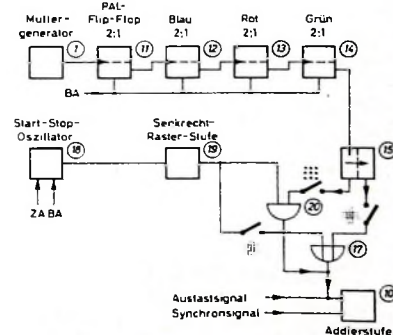 Mutter-
generator
1
PAL-
Flip-Flop
2:1
11
Blau
2:1
12
Rot
2:1
13
Grün
2:1
14
BA
Start-Stop-
Oszillator
18
Senkrecht-
Raster-Stufe
19
15
ZA BA
20
17
Austastsignal
Synchronsignal
10
Addierstufe